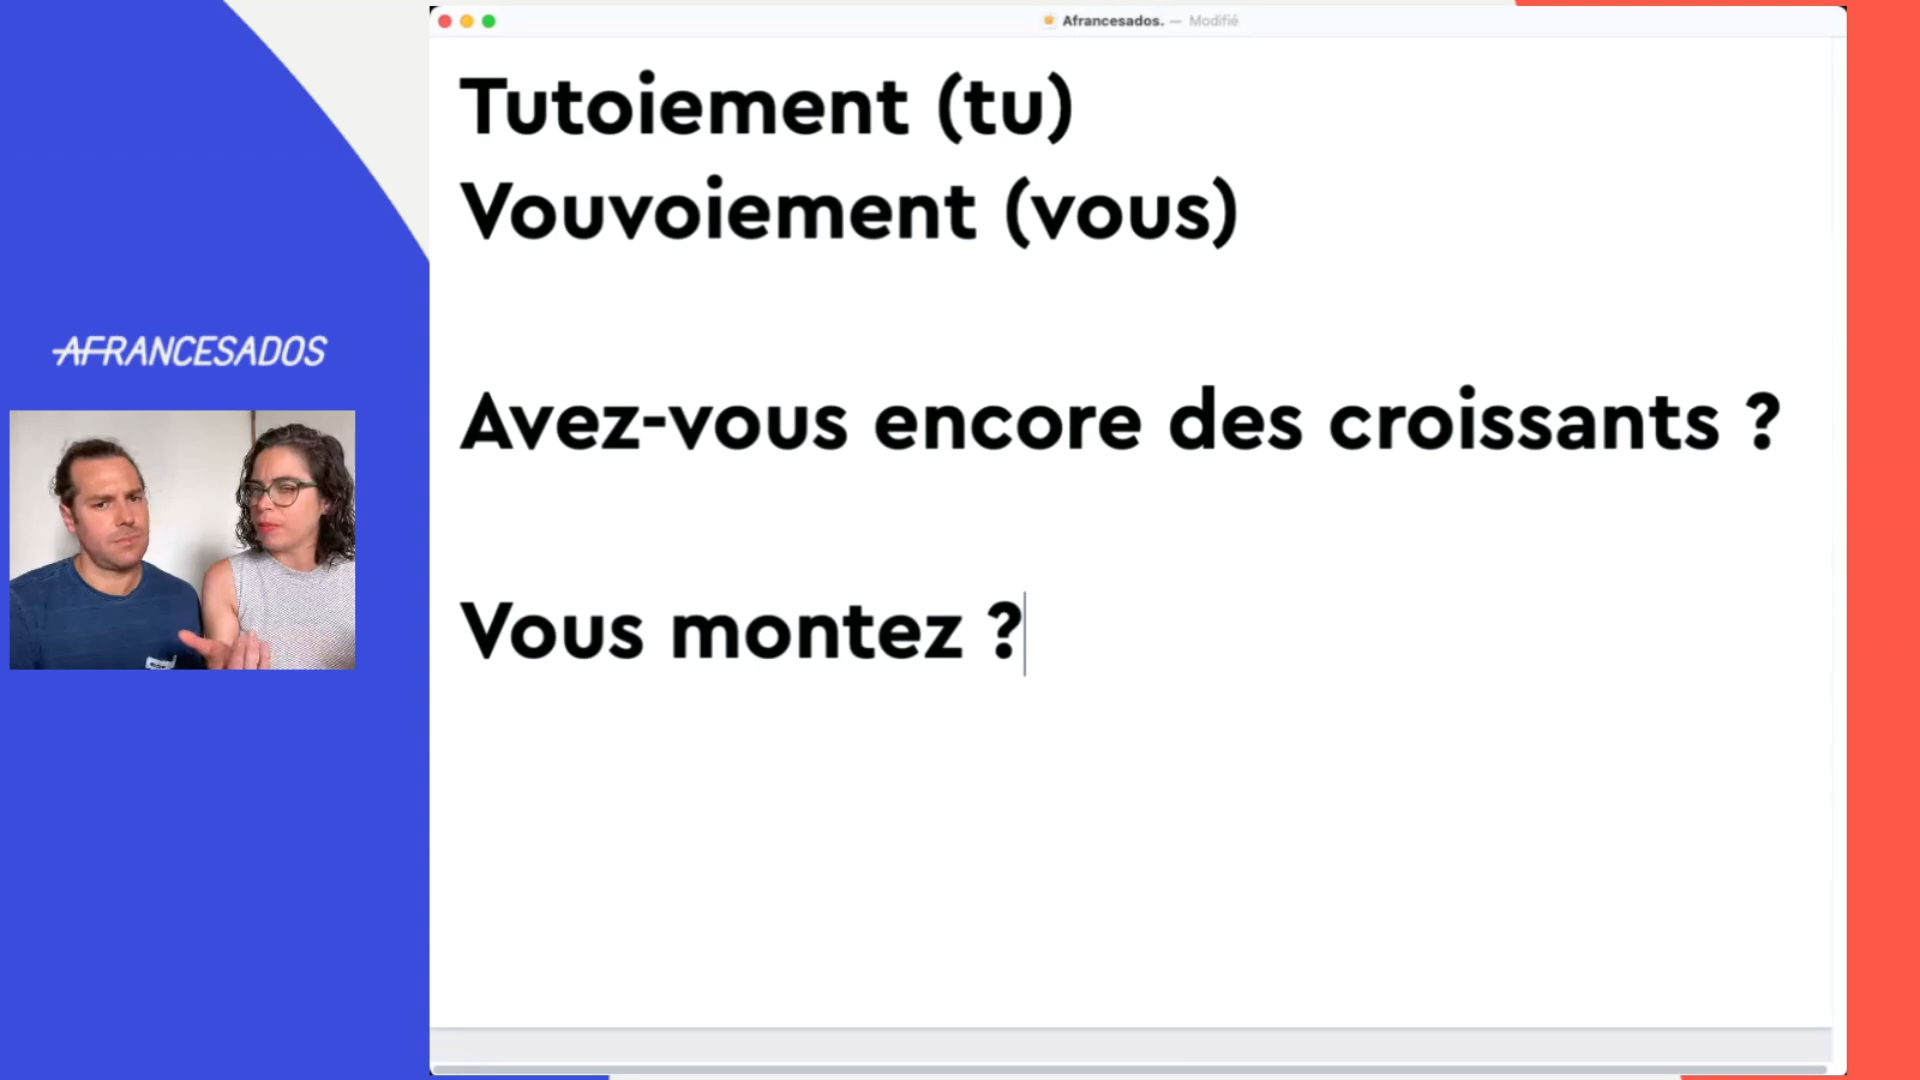 Afrancesados. — Modifié
Tutoiement (tu)
Vouvoiement (vous)
Avez-vous encore des croissants ?
Vous montez ?
AFRANCESADOS